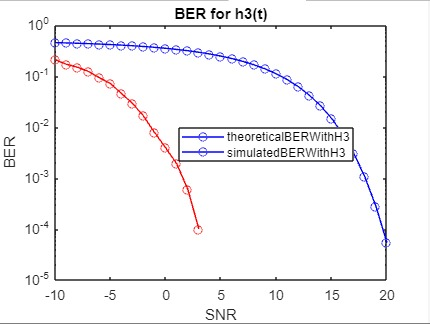 BER for h3(t)
10^0
10^-1
10^-2
10^-3
10^-4
10^-5
BER
theoreticalBERWithH3
simulatedBERWithH3
-10 -5 0 5 10 15 20
SNR